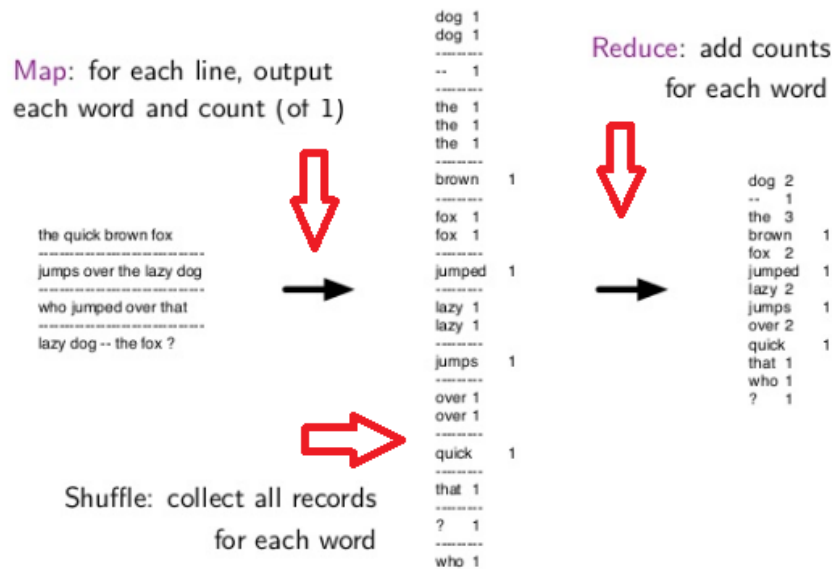 Map: for each line, output
each word and count (of 1)
the quick brown fox
------------------------------
jumps over the lazy dog
------------------------------
who jumped over that
------------------------------
lazy dog -- the fox ?
Shuffle: collect all records
for each word
dog 1
dog 1
---------
-- 1
---------
the 1
the 1
the 1
---------
brown 1
---------
fox 1
fox 1
---------
jumped 1
---------
lazy 1
lazy 1
---------
jumps 1
---------
over 1
over 1
---------
quick 1
---------
that 1
---------
? 1
---------
who 1
Reduce: add counts
for each word
dog 2
-- 1
the 3
brown 1
fox 2
jumped 1
lazy 2
jumps 1
over 2
quick 1
that 1
who 1
? 1